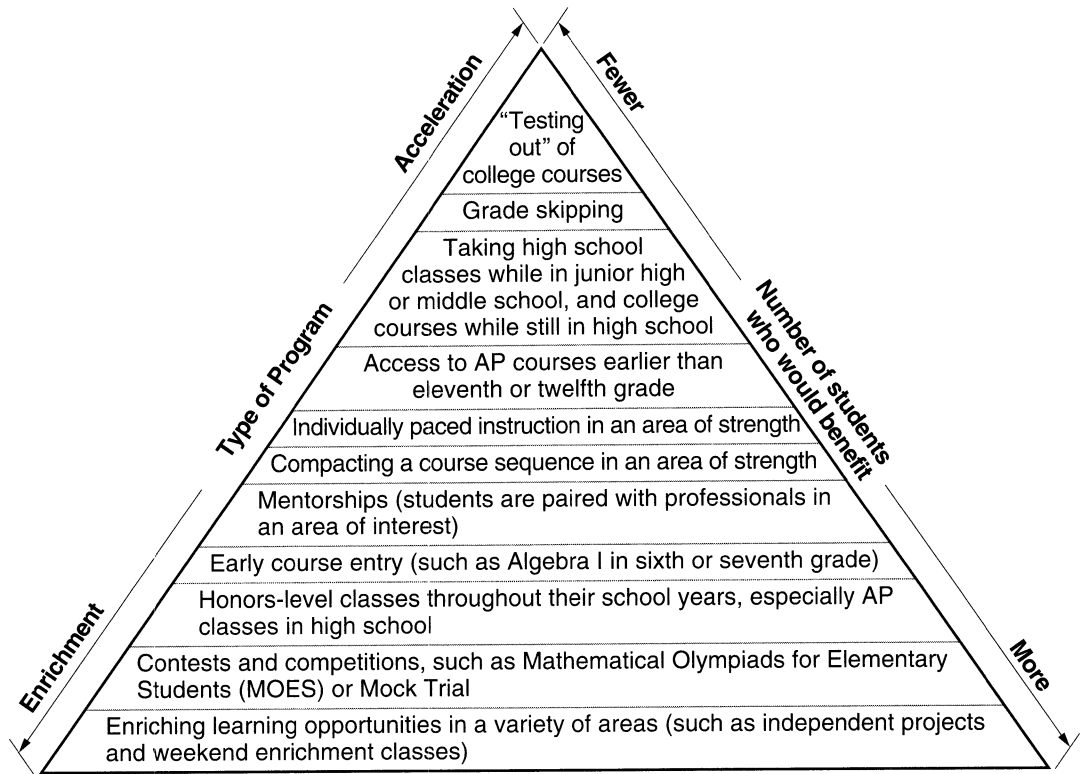 Acceleration
Fewer
Type of Program
Number of students
who would benefit
Enrichment
More
“Testing
out” of
college courses
Grade skipping
Taking high school
classes while in junior high
or middle school, and college
courses while still in high school
Access to AP courses earlier than
eleventh or twelfth grade
Individually paced instruction in an area of strength
Compacting a course sequence in an area of strength
Mentorships (students are paired with professionals in
an area of interest)
Early course entry (such as Algebra I in sixth or seventh grade)
Honors-level classes throughout their school years, especially AP
classes in high school
Contests and competitions, such as Mathematical Olympiads for Elementary
Students (MOES) or Mock Trial
Enriching learning opportunities in a variety of areas (such as independent projects
and weekend enrichment classes)